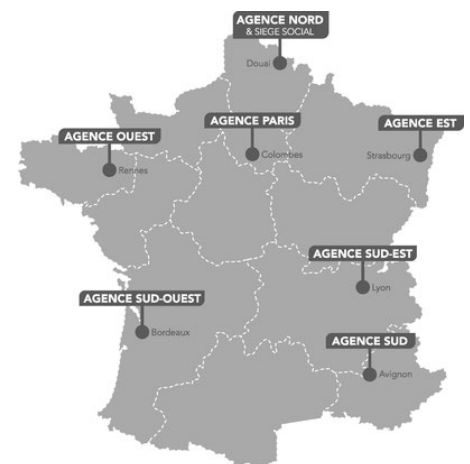 AGENCE NORD
& SIEGE SOCIAL
Douai
AGENCE PARIS
Colombes
AGENCE EST
Strasbourg
AGENCE OUEST
Rennes
AGENCE SUD-EST
Lyon
AGENCE SUD-OUEST
Bordeaux
AGENCE SUD
Avignon